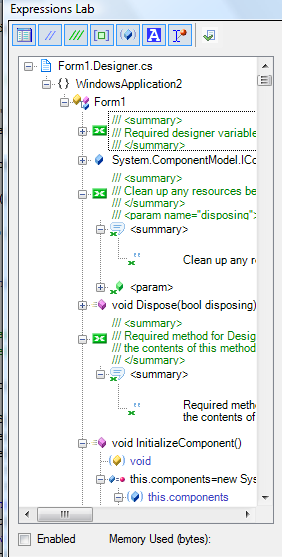 Expressions Lab
// /// A
Form1.Designer.cs
{} WindowsApplication2
Form1
/// <summary>
/// Required designer variable
/// </summary>
System.ComponentModel.ICo
/// <summary>
/// Clean up any resources be
/// </summary>
/// <param name="disposing">
<summary>
Clean up any re
<param>
void Dispose(bool disposing)
/// <summary>
/// Required method for Desig
/// the contents of this method
/// </summary>
<summary>
Required meth
the contents of
void InitializeComponent()
void
this.components=new Sys
this.components
Enabled Memory Used (bytes):